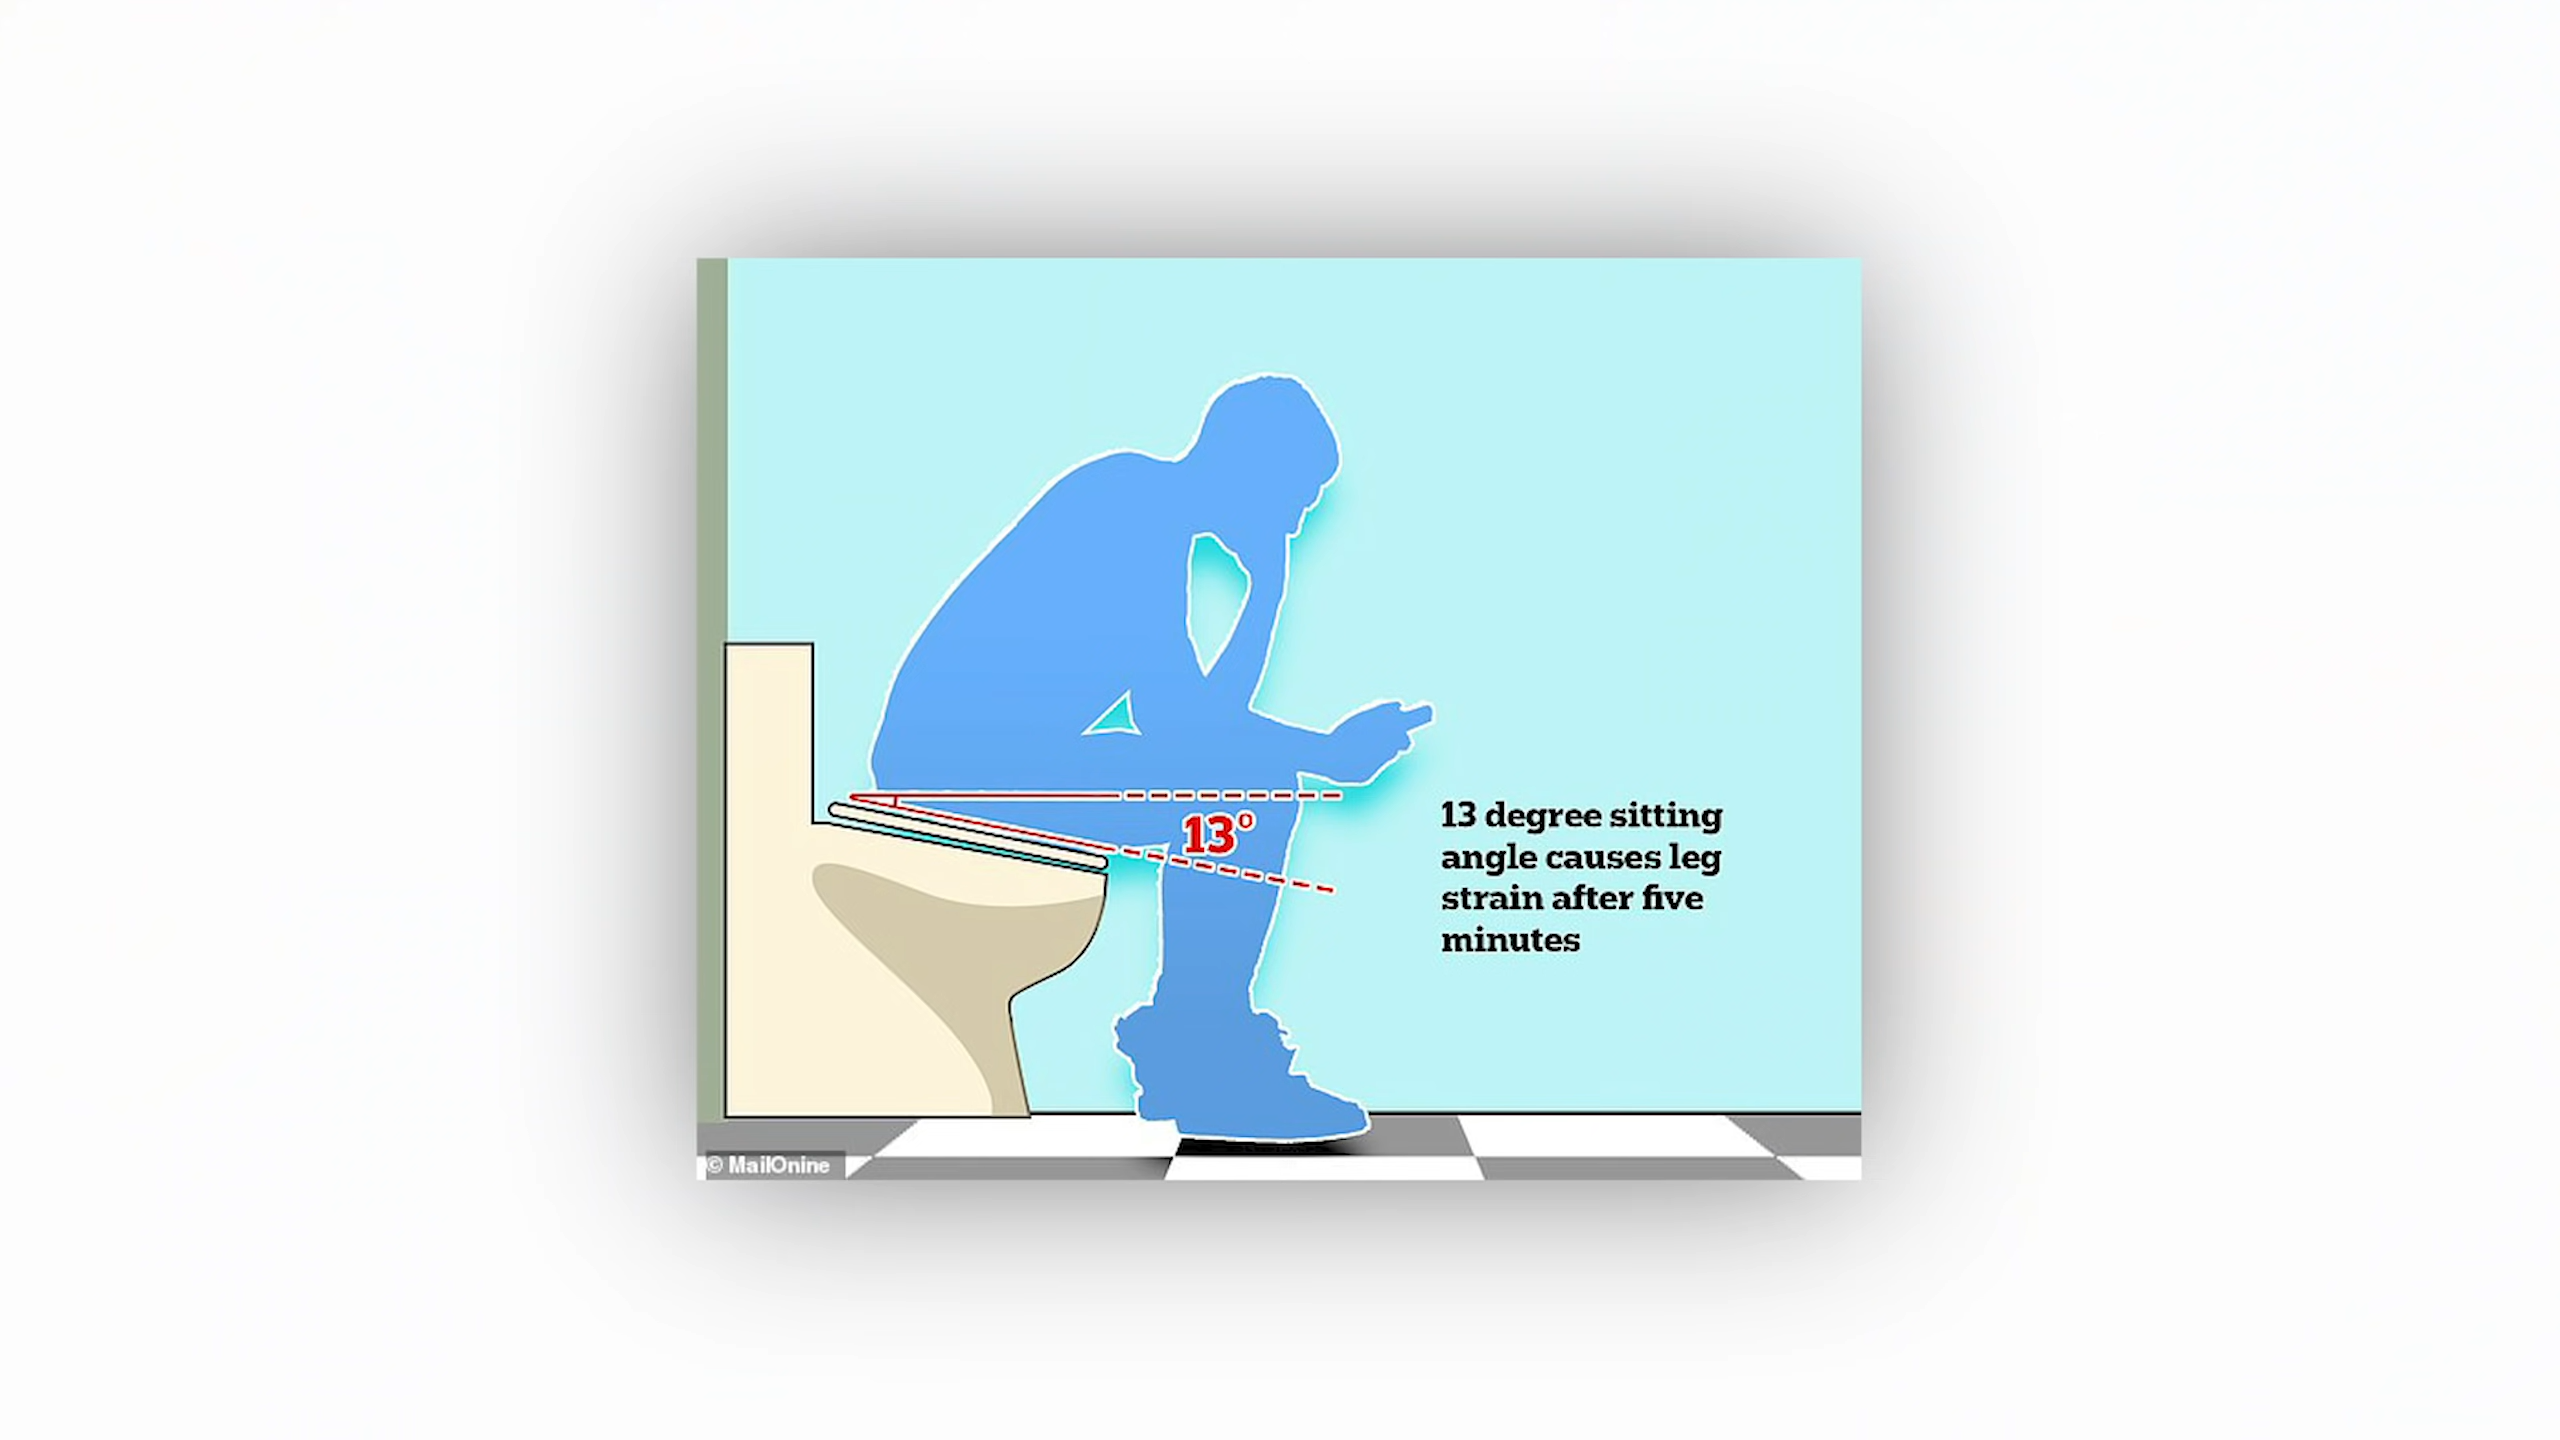 13°
13 degree sitting
angle causes leg
strain after five
minutes
© MailOnine